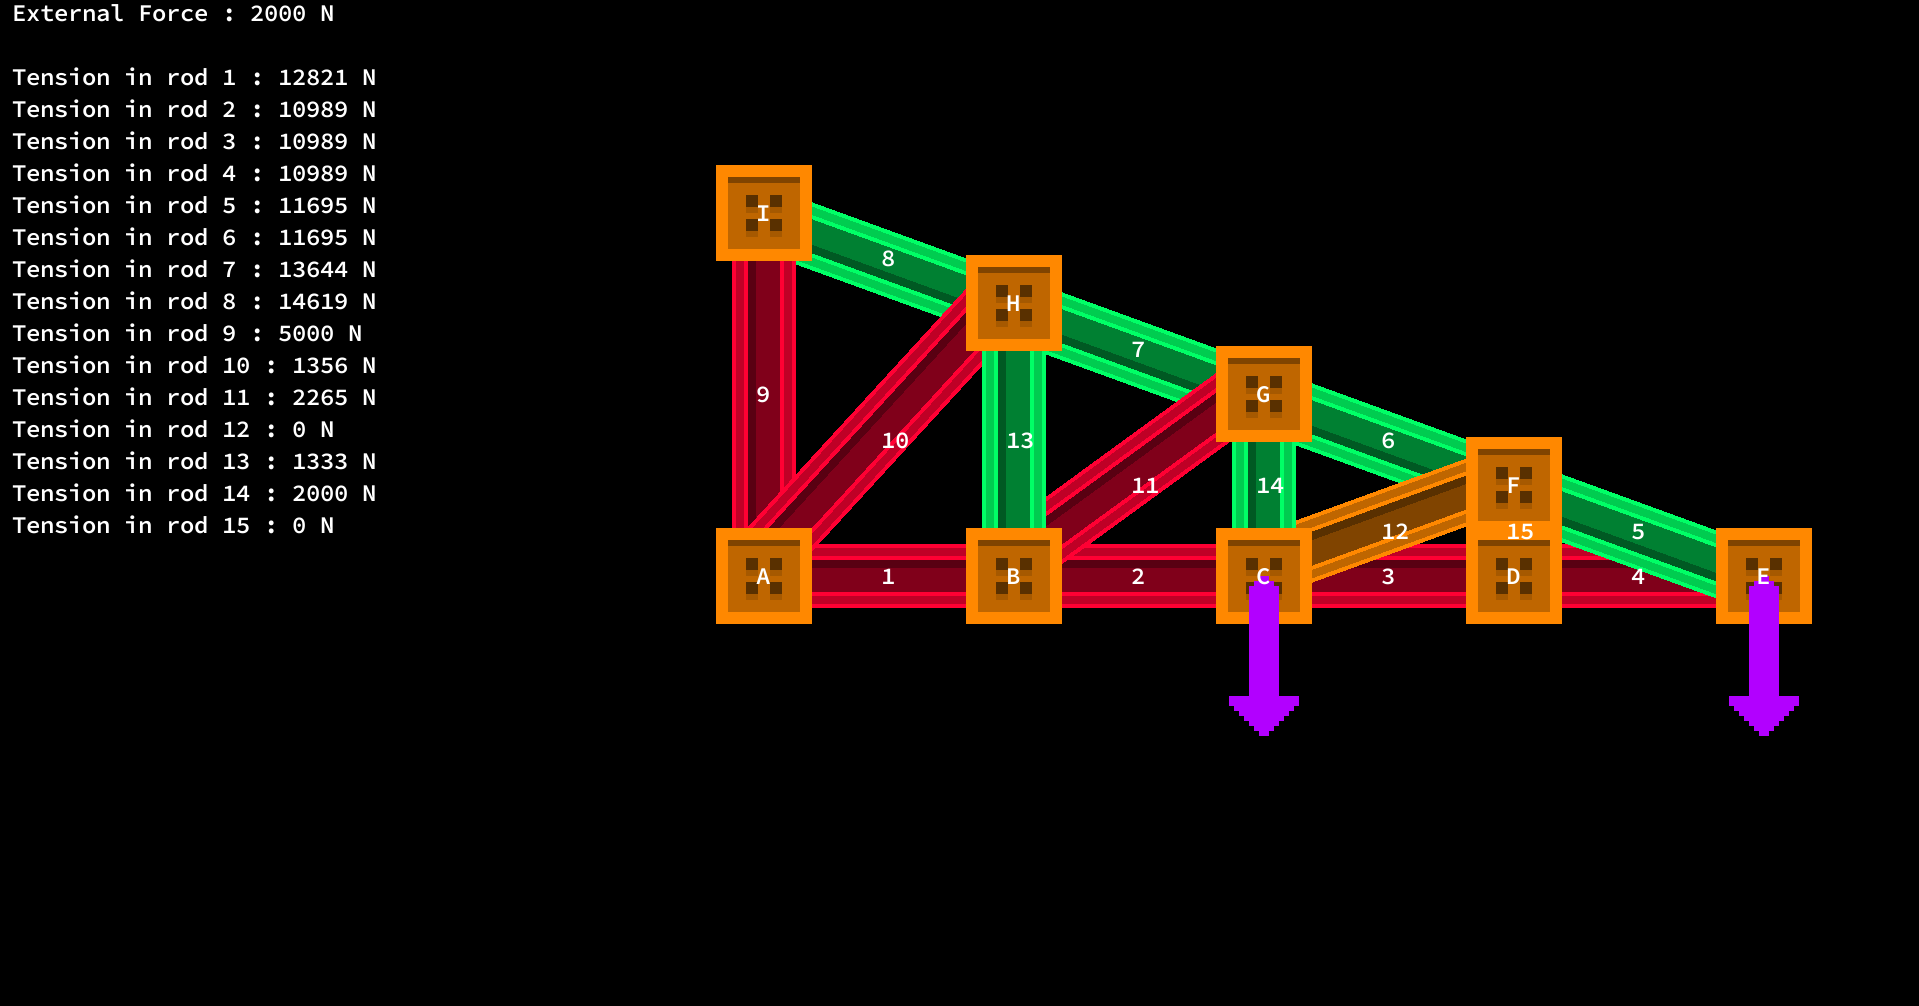 External Force : 2000 N
Tension in rod 1 : 12821 N
Tension in rod 2 : 10989 N
Tension in rod 3 : 10989 N
Tension in rod 4 : 10989 N
Tension in rod 5 : 11695 N
Tension in rod 6 : 11695 N
Tension in rod 7 : 13644 N
Tension in rod 8 : 14619 N
Tension in rod 9 : 5000 N
Tension in rod 10 : 1356 N
Tension in rod 11 : 2265 N
Tension in rod 12 : 0 N
Tension in rod 13 : 1333 N
Tension in rod 14 : 2000 N
Tension in rod 15 : 0 N
I
8
H
7
9
G
10
13
6
11
14
F
12
15
5
A
1
B
2
C
3
D
4
E